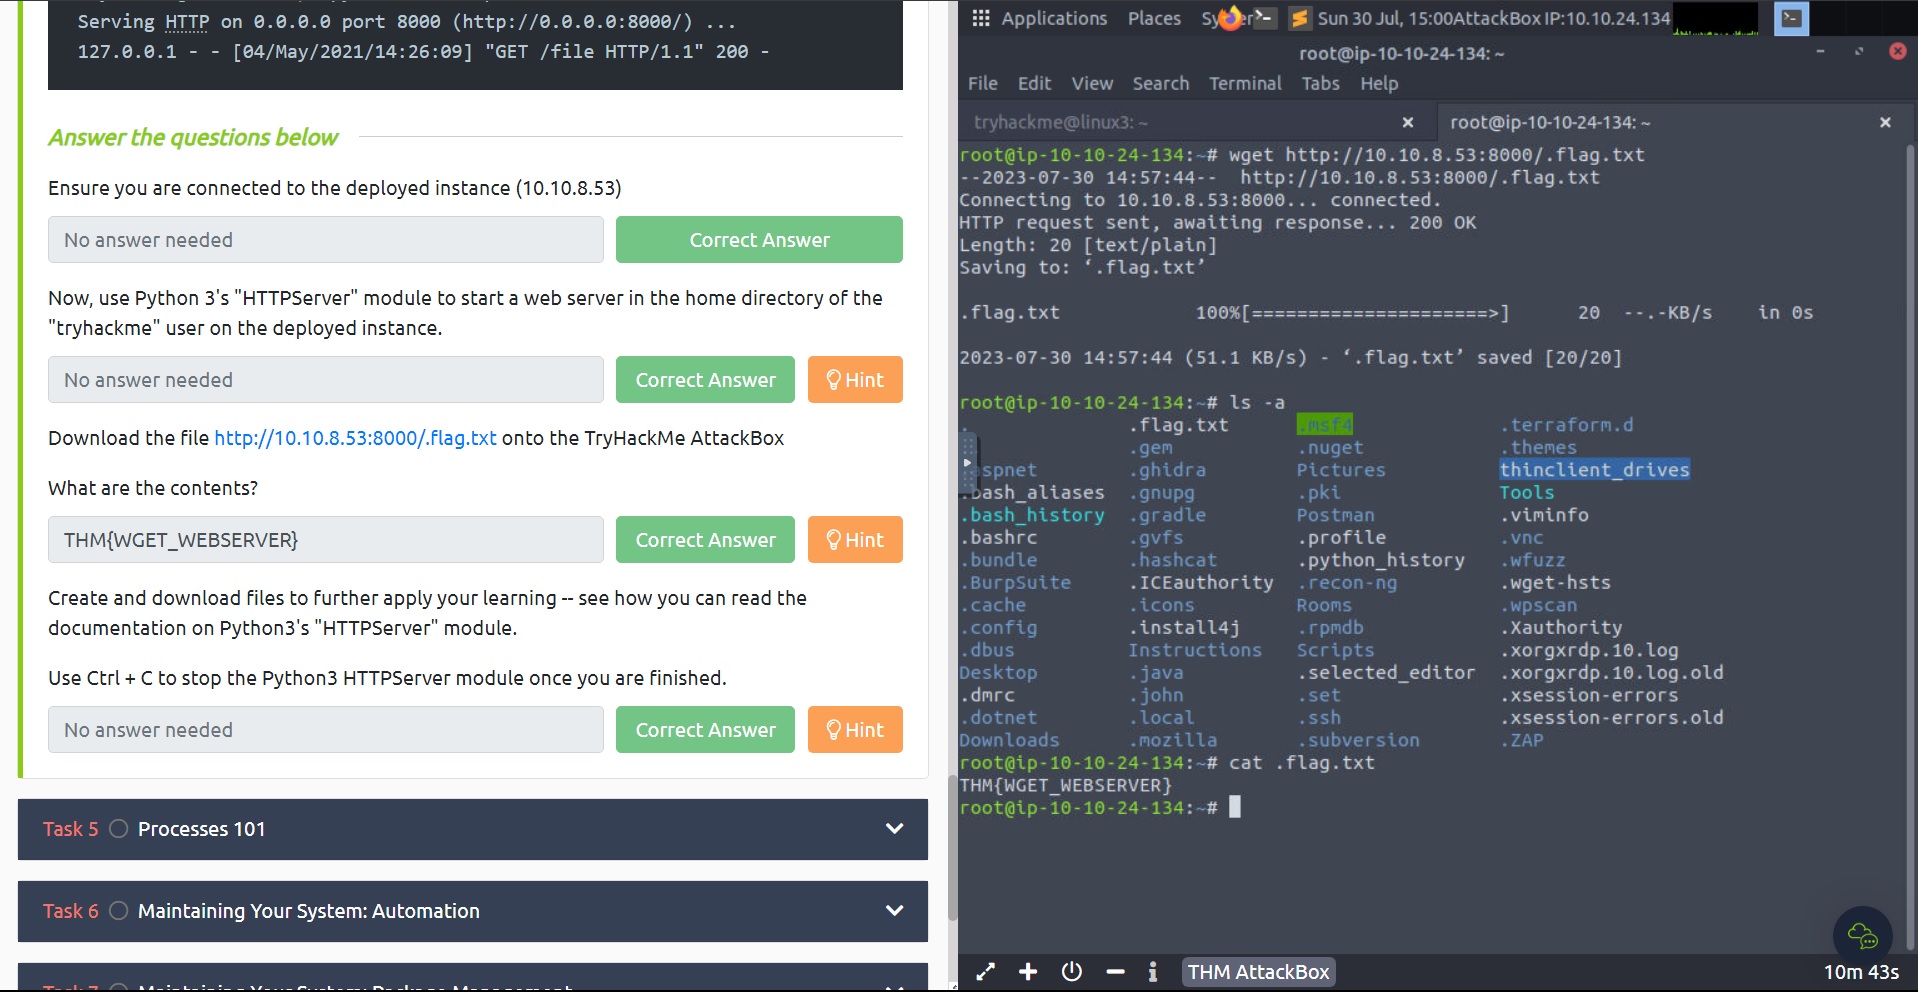 Serving HTTP on 0.0.0.0 port 8000 (http://0.0.0.0:8000/) ...
127.0.0.1 - - [04/May/2021/14:26:09] "GET /file HTTP/1.1" 200 -
Answer the questions below
Ensure you are connected to the deployed instance (10.10.8.53)
No answer needed
Correct Answer
Now, use Python 3's "HTTPServer" module to start a web server in the home directory of the
"tryhackme" user on the deployed instance.
No answer needed
Correct Answer
Hint
Download the file http://10.10.8.53:8000/.flag.txt onto the TryHackMe AttackBox
What are the contents?
THM{WGET_WEBSERVER}
Correct Answer
Hint
Create and download files to further apply your learning -- see how you can read the
documentation on Python3's "HTTPServer" module.
Use Ctrl + C to stop the Python3 HTTPServer module once you are finished.
No answer needed
Correct Answer
Hint
Task 5 Processes 101
Task 6 Maintaining Your System: Automation
Task 7 Maintaining Your System: Package Management
Applications Places Sun 30 Jul, 15:00 AttackBox IP:10.10.24.134
root@ip-10-10-24-134: ~
File Edit View Search Terminal Tabs Help
tryhackme@linux3: ~ × root@ip-10-10-24-134: ~ ×
root@ip-10-10-24-134:~# wget http://10.10.8.53:8000/.flag.txt
--2023-07-30 14:57:44--  http://10.10.8.53:8000/.flag.txt
Connecting to 10.10.8.53:8000... connected.
HTTP request sent, awaiting response... 200 OK
Length: 20 [text/plain]
Saving to: ‘.flag.txt’
.flag.txt 100%[=====================>] 20 --.-KB/s in 0s
2023-07-30 14:57:44 (51.1 KB/s) - ‘.flag.txt’ saved [20/20]
root@ip-10-10-24-134:~# ls -a
. .flag.txt .msf4 .terraform.d
.gem .nuget .themes
spnet .ghidra Pictures thinclient_drives
.bash_aliases .gnupg .pki Tools
.bash_history .gradle Postman .viminfo
.bashrc .gvfs .profile .vnc
.bundle .hashcat .python_history .wfuzz
.BurpSuite .ICEauthority .recon-ng .wget-hsts
.cache .icons Rooms .wpscan
.config .install4j .rpmdb .Xauthority
.dbus Instructions Scripts .xorgxrdp.10.log
Desktop .java .selected_editor .xorgxrdp.10.log.old
.dmrc .john .set .xsession-errors
.dotnet .local .ssh .xsession-errors.old
Downloads .mozilla .subversion .ZAP
root@ip-10-10-24-134:~# cat .flag.txt
THM{WGET_WEBSERVER}
root@ip-10-10-24-134:~#
THM AttackBox
10m 43s